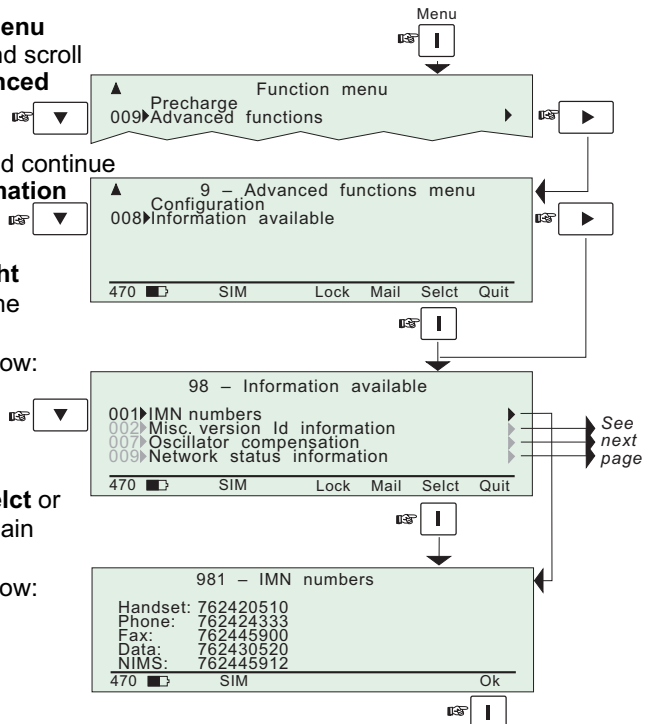 enu
nd scroll
nced
d continue
mation
ht
ne
ow:
elct or
ain
ow:
Menu
Function menu
Precharge
009 Advanced functions
9 – Advanced functions menu
Configuration
008 Information available
470 SIM Lock Mail Selct Quit
98 – Information available
001 IMN numbers
002 Misc. version Id information
007 Oscillator compensation
009 Network status information
470 SIM Lock Mail Selct Quit
See
next
page
981 – IMN numbers
Handset: 762420510
Phone: 762424333
Fax: 762445900
Data: 762430520
NIMS: 762445912
470 SIM Ok